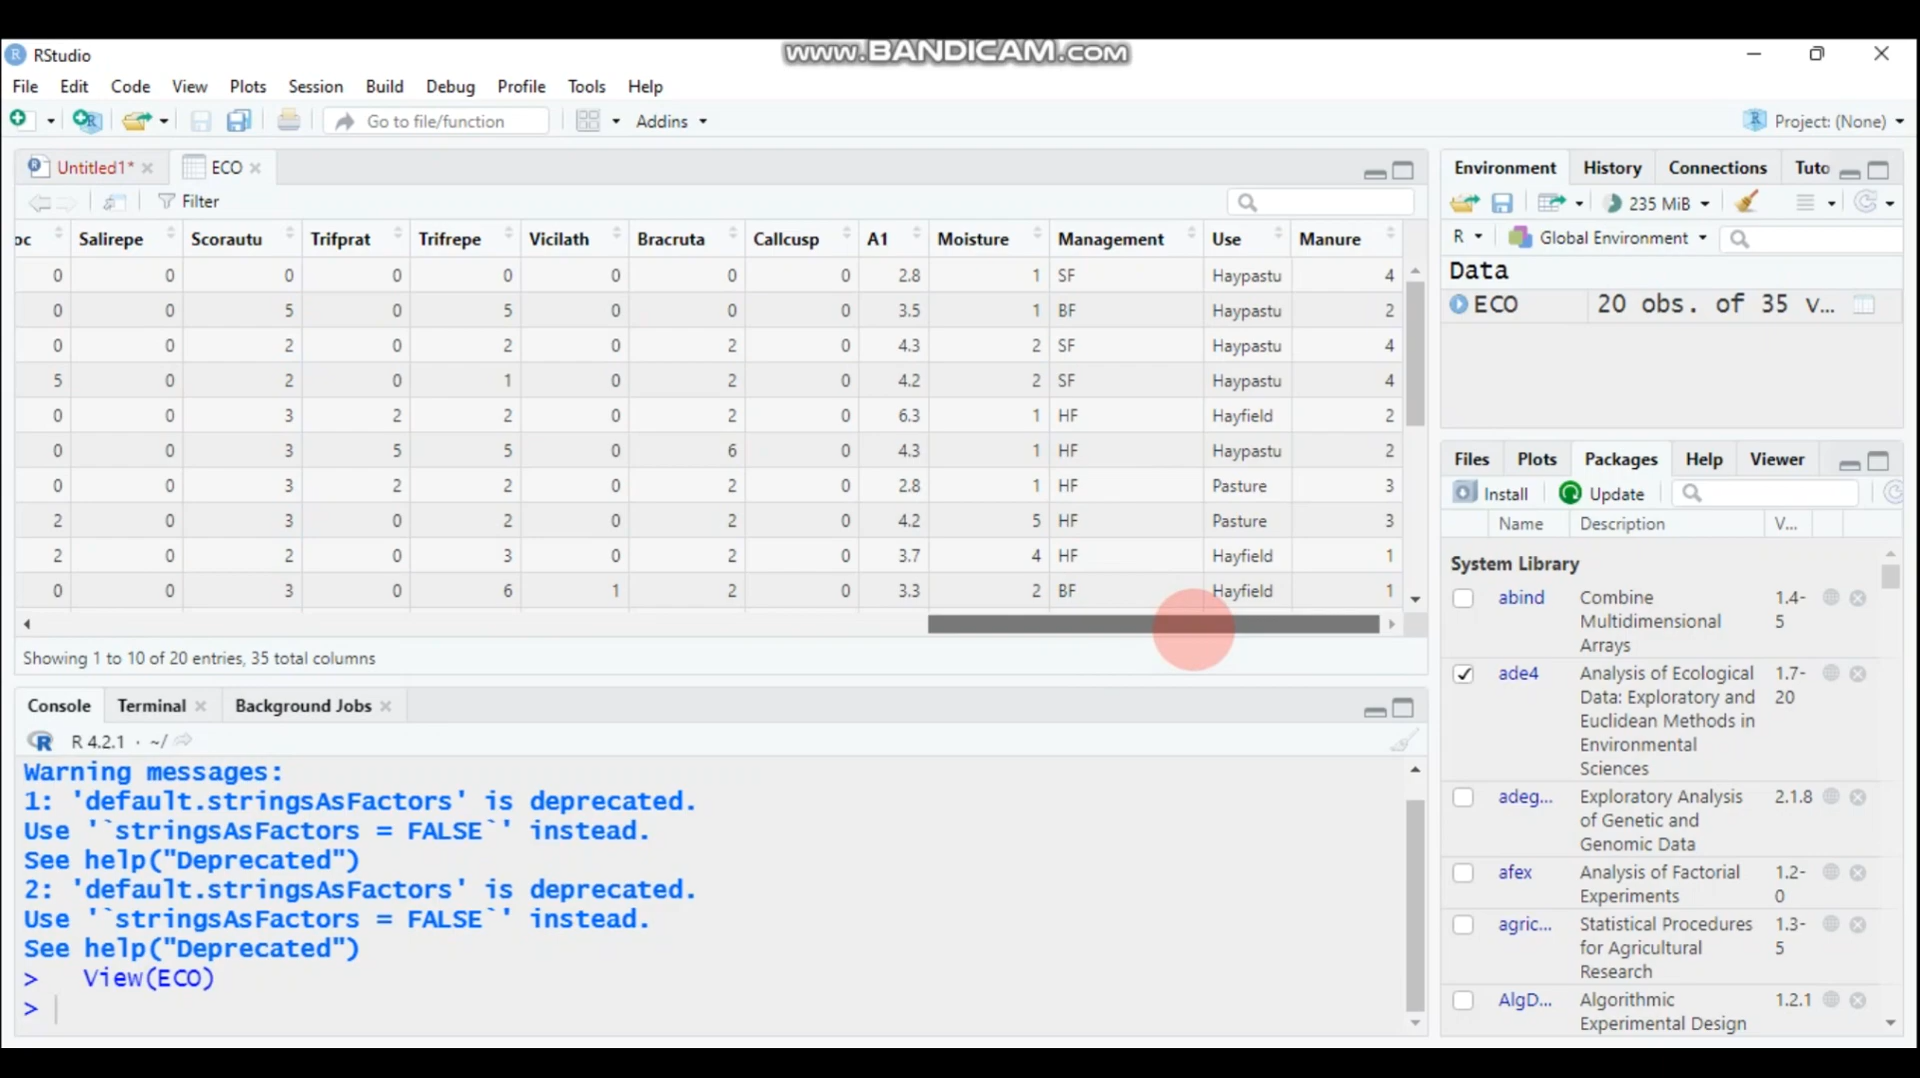 www.BANDICAM.com
RStudio
File Edit Code View Plots Session Build Debug Profile Tools Help
Go to file/function Addins Project: (None)
Untitled1* ECO
Filter
oc Salirepe Scorautu Trifprat Trifrepe Vicilath Bracruta Callcusp A1 Moisture Management Use Manure
0 0 0 0 0 0 0 0 2.8 1 SF Haypastu 4
0 0 5 0 5 0 0 0 3.5 1 BF Haypastu 2
0 0 2 0 2 0 2 0 4.3 2 SF Haypastu 4
5 0 2 0 1 0 2 0 4.2 2 SF Haypastu 4
0 0 3 2 2 0 2 0 6.3 1 HF Hayfield 2
0 0 3 5 5 0 6 0 4.3 1 HF Haypastu 2
0 0 3 2 2 0 2 0 2.8 1 HF Pasture 3
2 0 3 0 2 0 2 0 4.2 5 HF Pasture 3
2 0 2 0 3 0 2 0 3.7 4 HF Hayfield 1
0 0 3 0 6 1 2 0 3.3 2 BF Hayfield 1
Showing 1 to 10 of 20 entries, 35 total columns
Console Terminal Background Jobs
R 4.2.1 · ~/
Warning messages:
1: 'default.stringsAsFactors' is deprecated.
Use '`stringsAsFactors = FALSE`' instead.
See help("Deprecated")
2: 'default.stringsAsFactors' is deprecated.
Use '`stringsAsFactors = FALSE`' instead.
See help("Deprecated")
> View(ECO)
>
Environment History Connections Tuto
235 MiB
R Global Environment
Data
ECO 20 obs. of 35 v...
Files Plots Packages Help Viewer
Install Update
Name Description V...
System Library
abind Combine 1.4-
Multidimensional 5
Arrays
ade4 Analysis of Ecological 1.7-
Data: Exploratory and 20
Euclidean Methods in
Environmental
Sciences
adeg... Exploratory Analysis 2.1.8
of Genetic and
Genomic Data
afex Analysis of Factorial 1.2-
Experiments 0
agric... Statistical Procedures 1.3-
for Agricultural 5
Research
AlgD... Algorithmic 1.2.1
Experimental Design